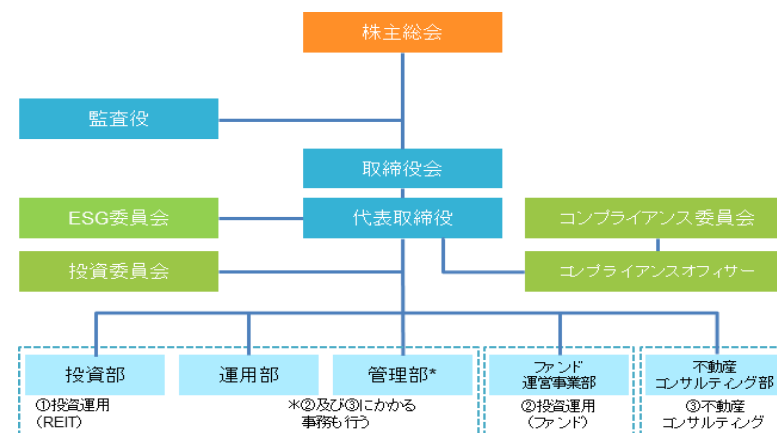 株主総会
監査役
取締役会
ESG委員会
代表取締役
コンプライアンス委員会
投資委員会
コンプライアンスオフィサー
投資部
運用部
管理部*
ファンド
運営事業部
不動産
コンサルティング部
①投資運用
(REIT)
＊②及び③にかかる
事務も行う
②投資運用
(ファンド)
③不動産
コンサルティング